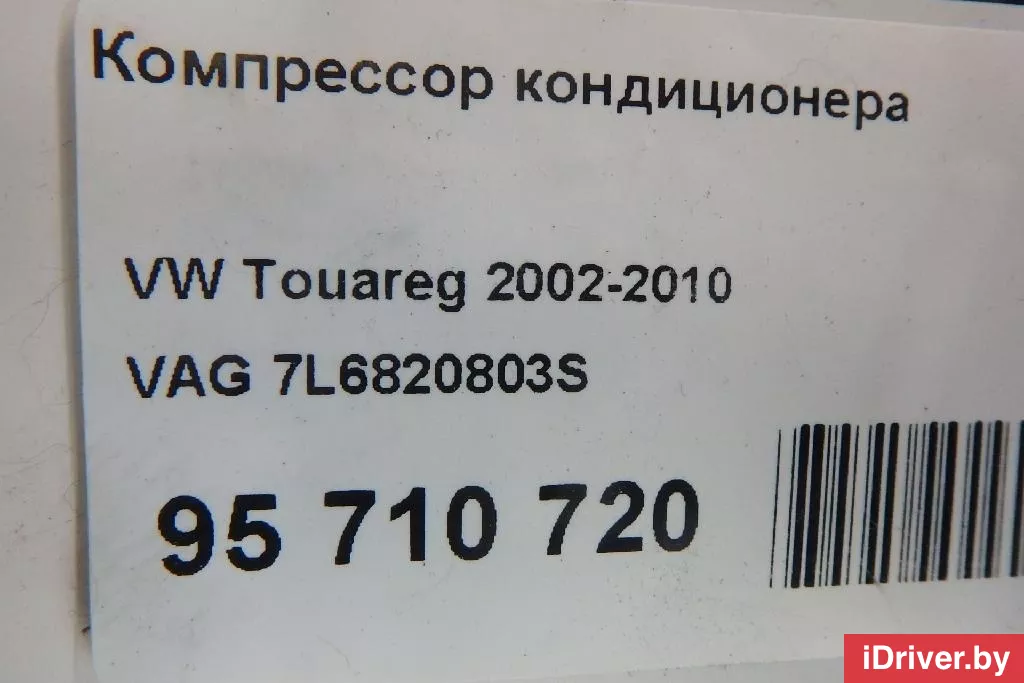 Компрессор кондиционера
VW Touareg 2002-2010
VAG 7L6820803S
95 710 720
iDriver.by